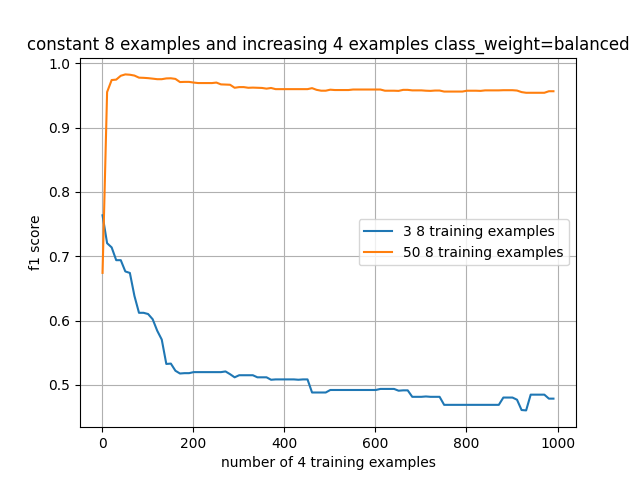 constant 8 examples and increasing 4 examples class_weight=balanced
1.0
0.9
0.8
0.7
0.6
0.5
f1 score
3 8 training examples
50 8 training examples
0 200 400 600 800 1000
number of 4 training examples